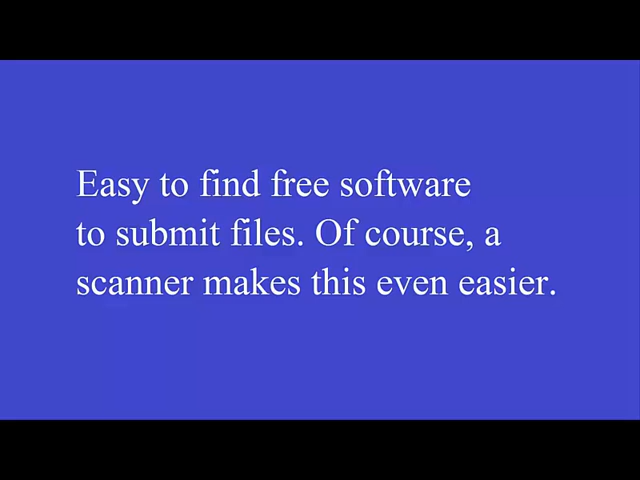 Easy to find free software
to submit files. Of course, a
scanner makes this even easier.